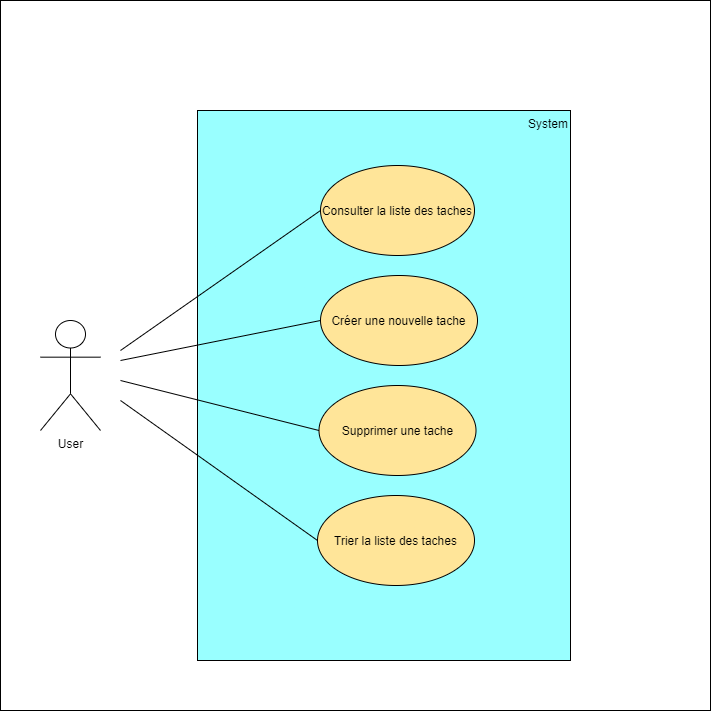 System
Consulter la liste des taches
Créer une nouvelle tache
Supprimer une tache
Trier la liste des taches
User